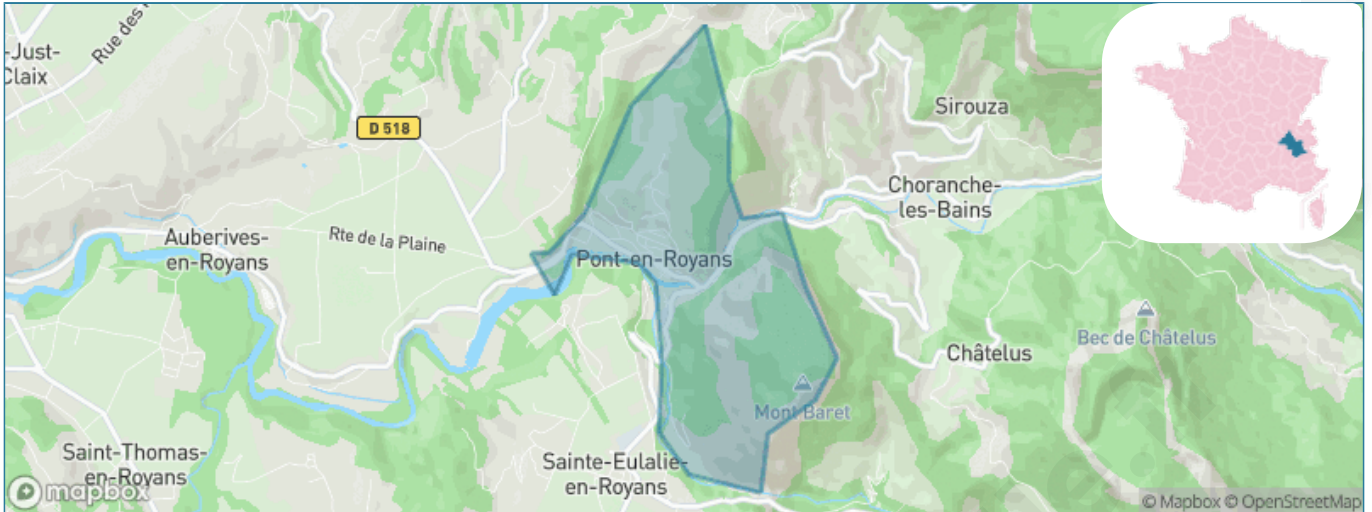 Rue des
-Just-
Claix
D 518
Sirouza
Choranche-
les-Bains
Auberives-
en-Royans
Rte de la Plaine
Pont-en-Royans
Bec de Châtelus
Châtelus
Mont Baret
Saint-Thomas-
en-Royans
Sainte-Eulalie-
en-Royans
mapbox
© Mapbox © OpenStreetMap